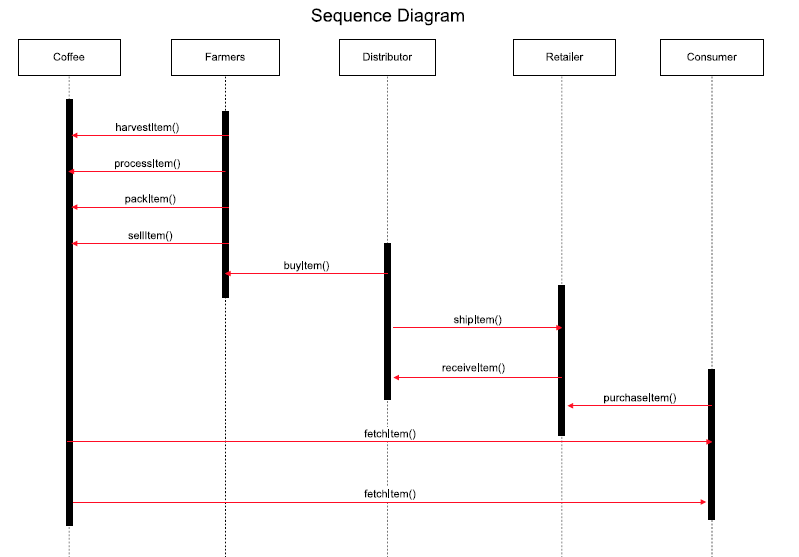 Sequence Diagram
Coffee
Farmers
Distributor
Retailer
Consumer
harvestItem()
processItem()
packItem()
sellItem()
buyItem()
shipItem()
receiveItem()
purchaseItem()
fetchItem()
fetchItem()